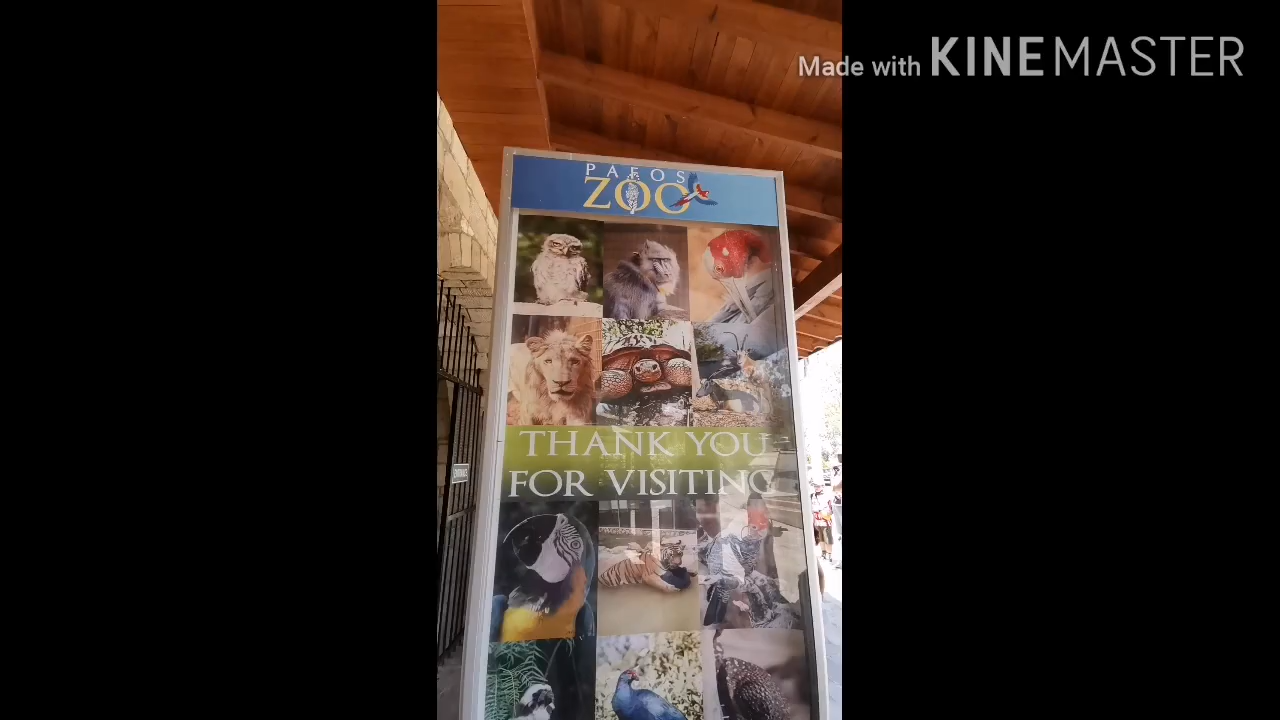 Made with KINEMASTER
PAFOS
ZOO
THANK YOU
FOR VISITING